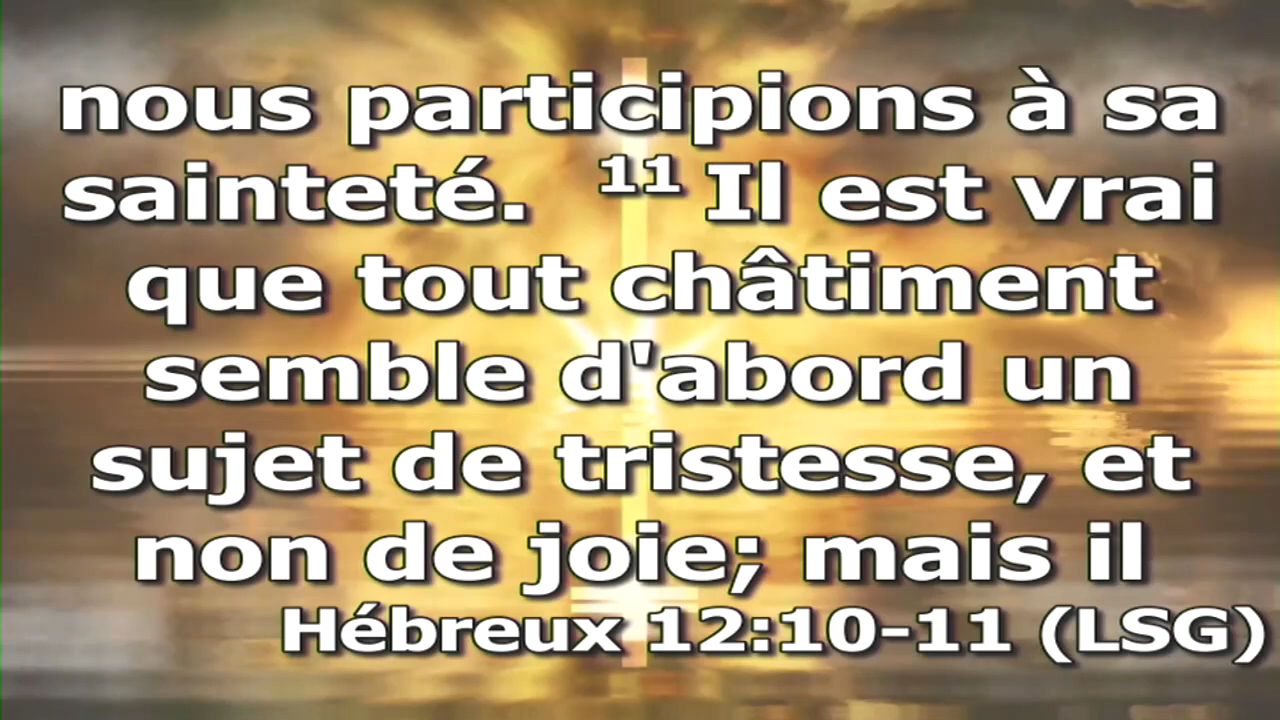 nous participions à sa
sainteté. ¹¹ Il est vrai
que tout châtiment
semble d'abord un
sujet de tristesse, et
non de joie; mais il
Hébreux 12:10-11 (LSG)